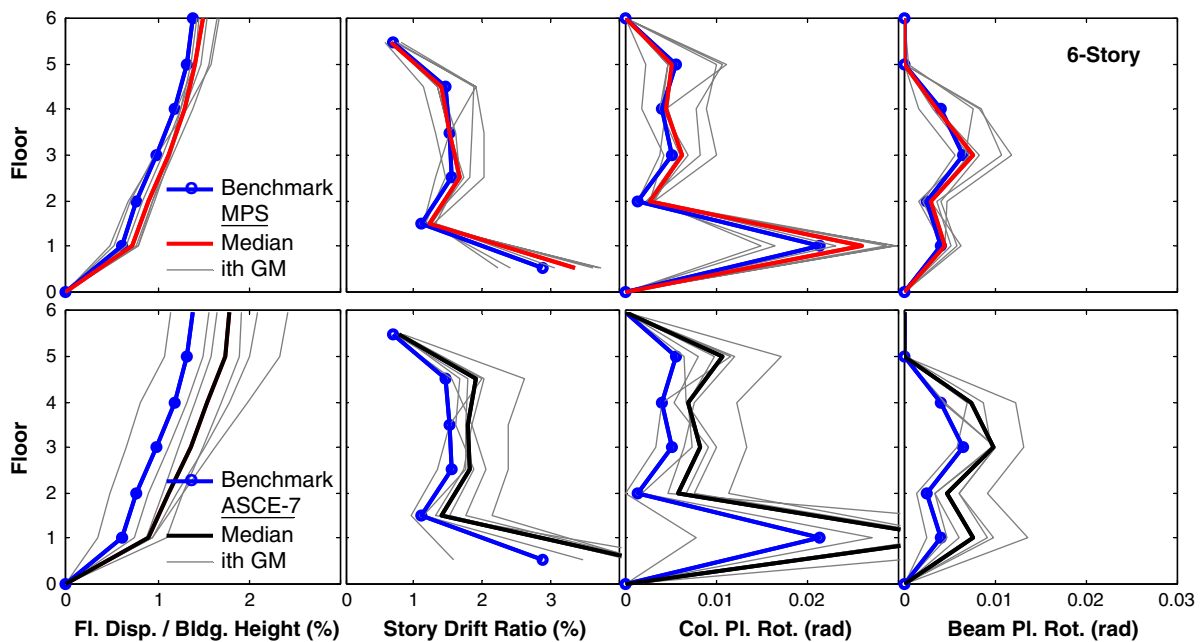 6
5
4
3
2
1
0
Floor
Benchmark
MPS
Median
ith GM
6-Story
6
5
4
3
2
1
0
Floor
Benchmark
ASCE-7
Median
ith GM
0 1 2
0 1 2 3
0 0.01 0.02
0 0.01 0.02 0.03
Fl. Disp. / Bldg. Height (%)
Story Drift Ratio (%)
Col. Pl. Rot. (rad)
Beam Pl. Rot. (rad)